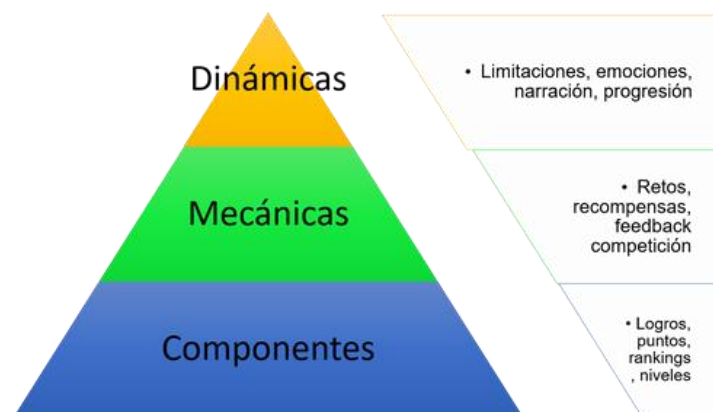 Dinámicas
• Limitaciones, emociones,
narración, progresión
Mecánicas
• Retos,
recompensas,
feedback
competición
Componentes
• Logros,
puntos,
rankings
, niveles